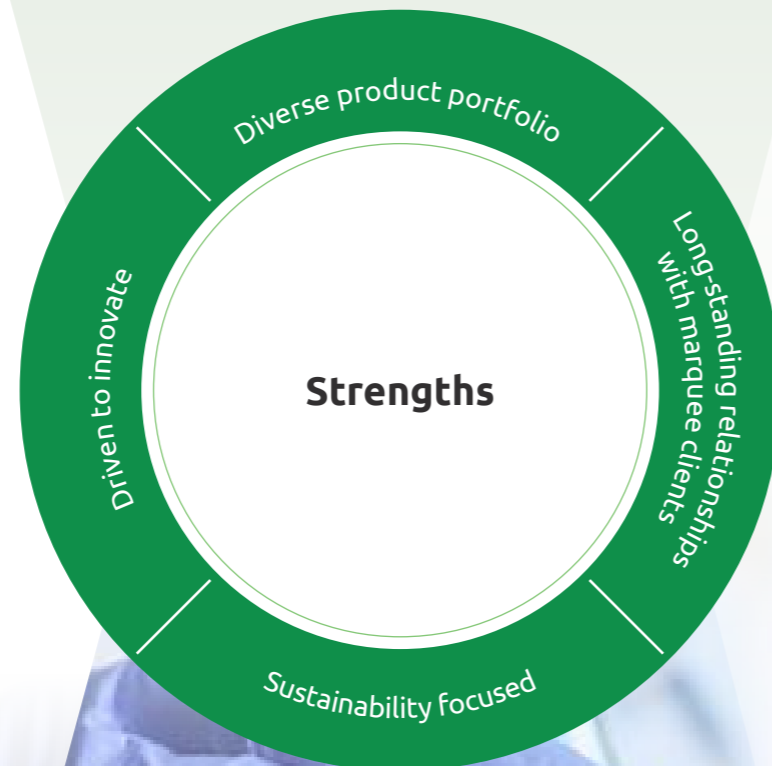 Diverse product portfolio
Long-standing relationships
with marquee clients
Strengths
Driven to innovate
Sustainability focused